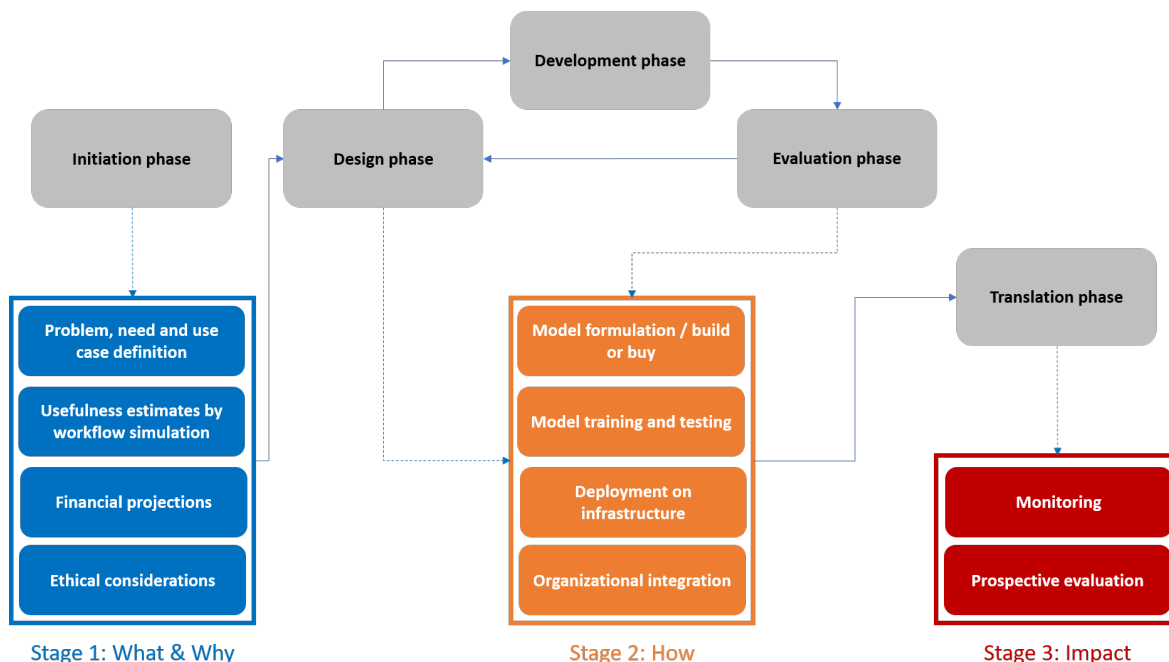 Development phase
Initiation phase
Design phase
Evaluation phase
Translation phase
Problem, need and use
case definition
Usefulness estimates by
workflow simulation
Financial projections
Ethical considerations
Stage 1: What & Why
Model formulation / build
or buy
Model training and testing
Deployment on
infrastructure
Organizational integration
Stage 2: How
Monitoring
Prospective evaluation
Stage 3: Impact